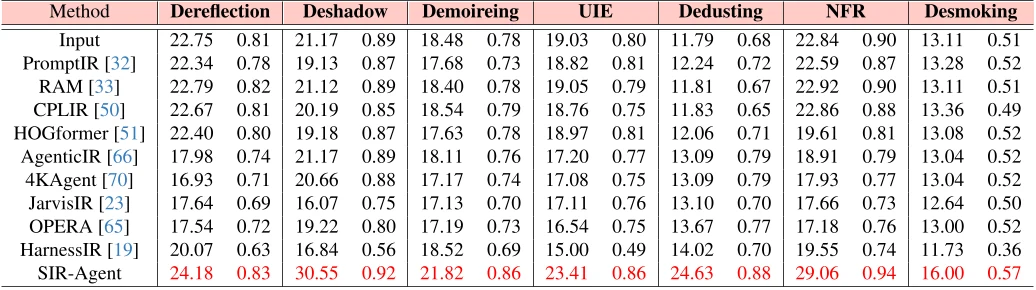 Method Dereflection Deshadow Demoireing UIE Dedusting NFR Desmoking
Input 22.75 0.81 21.17 0.89 18.48 0.78 19.03 0.80 11.79 0.68 22.84 0.90 13.11 0.51
PromptIR [32] 22.34 0.78 19.13 0.87 17.68 0.73 18.82 0.81 12.24 0.72 22.59 0.87 13.28 0.52
RAM [33] 22.79 0.82 21.12 0.89 18.40 0.78 19.05 0.79 11.81 0.67 22.92 0.90 13.11 0.51
CPLIR [50] 22.67 0.81 20.19 0.85 18.54 0.79 18.76 0.75 11.83 0.65 22.86 0.88 13.36 0.49
HOGformer [51] 22.40 0.80 19.18 0.87 17.63 0.78 18.97 0.81 12.06 0.71 19.61 0.81 13.08 0.52
AgenticIR [66] 17.98 0.74 21.17 0.89 18.11 0.76 17.20 0.77 13.09 0.79 18.91 0.79 13.04 0.52
4KAgent [70] 16.93 0.71 20.66 0.88 17.17 0.74 17.08 0.75 13.09 0.79 17.93 0.77 13.04 0.52
JarvisIR [23] 17.64 0.69 16.07 0.75 17.13 0.70 17.11 0.76 13.10 0.70 17.66 0.73 12.64 0.50
OPERA [65] 17.54 0.72 19.22 0.80 17.19 0.73 16.54 0.75 13.67 0.77 17.18 0.76 13.00 0.52
HarnessIR [19] 20.07 0.63 16.84 0.56 18.52 0.69 15.00 0.49 14.02 0.70 19.55 0.74 11.73 0.36
SIR-Agent 24.18 0.83 30.55 0.92 21.82 0.86 23.41 0.86 24.63 0.88 29.06 0.94 16.00 0.57